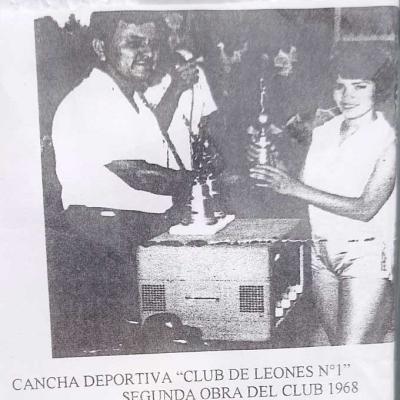 CANCHA DEPORTIVA “CLUB DE LEONES N°1”
SEGUNDA OBRA DEL CLUB 1968